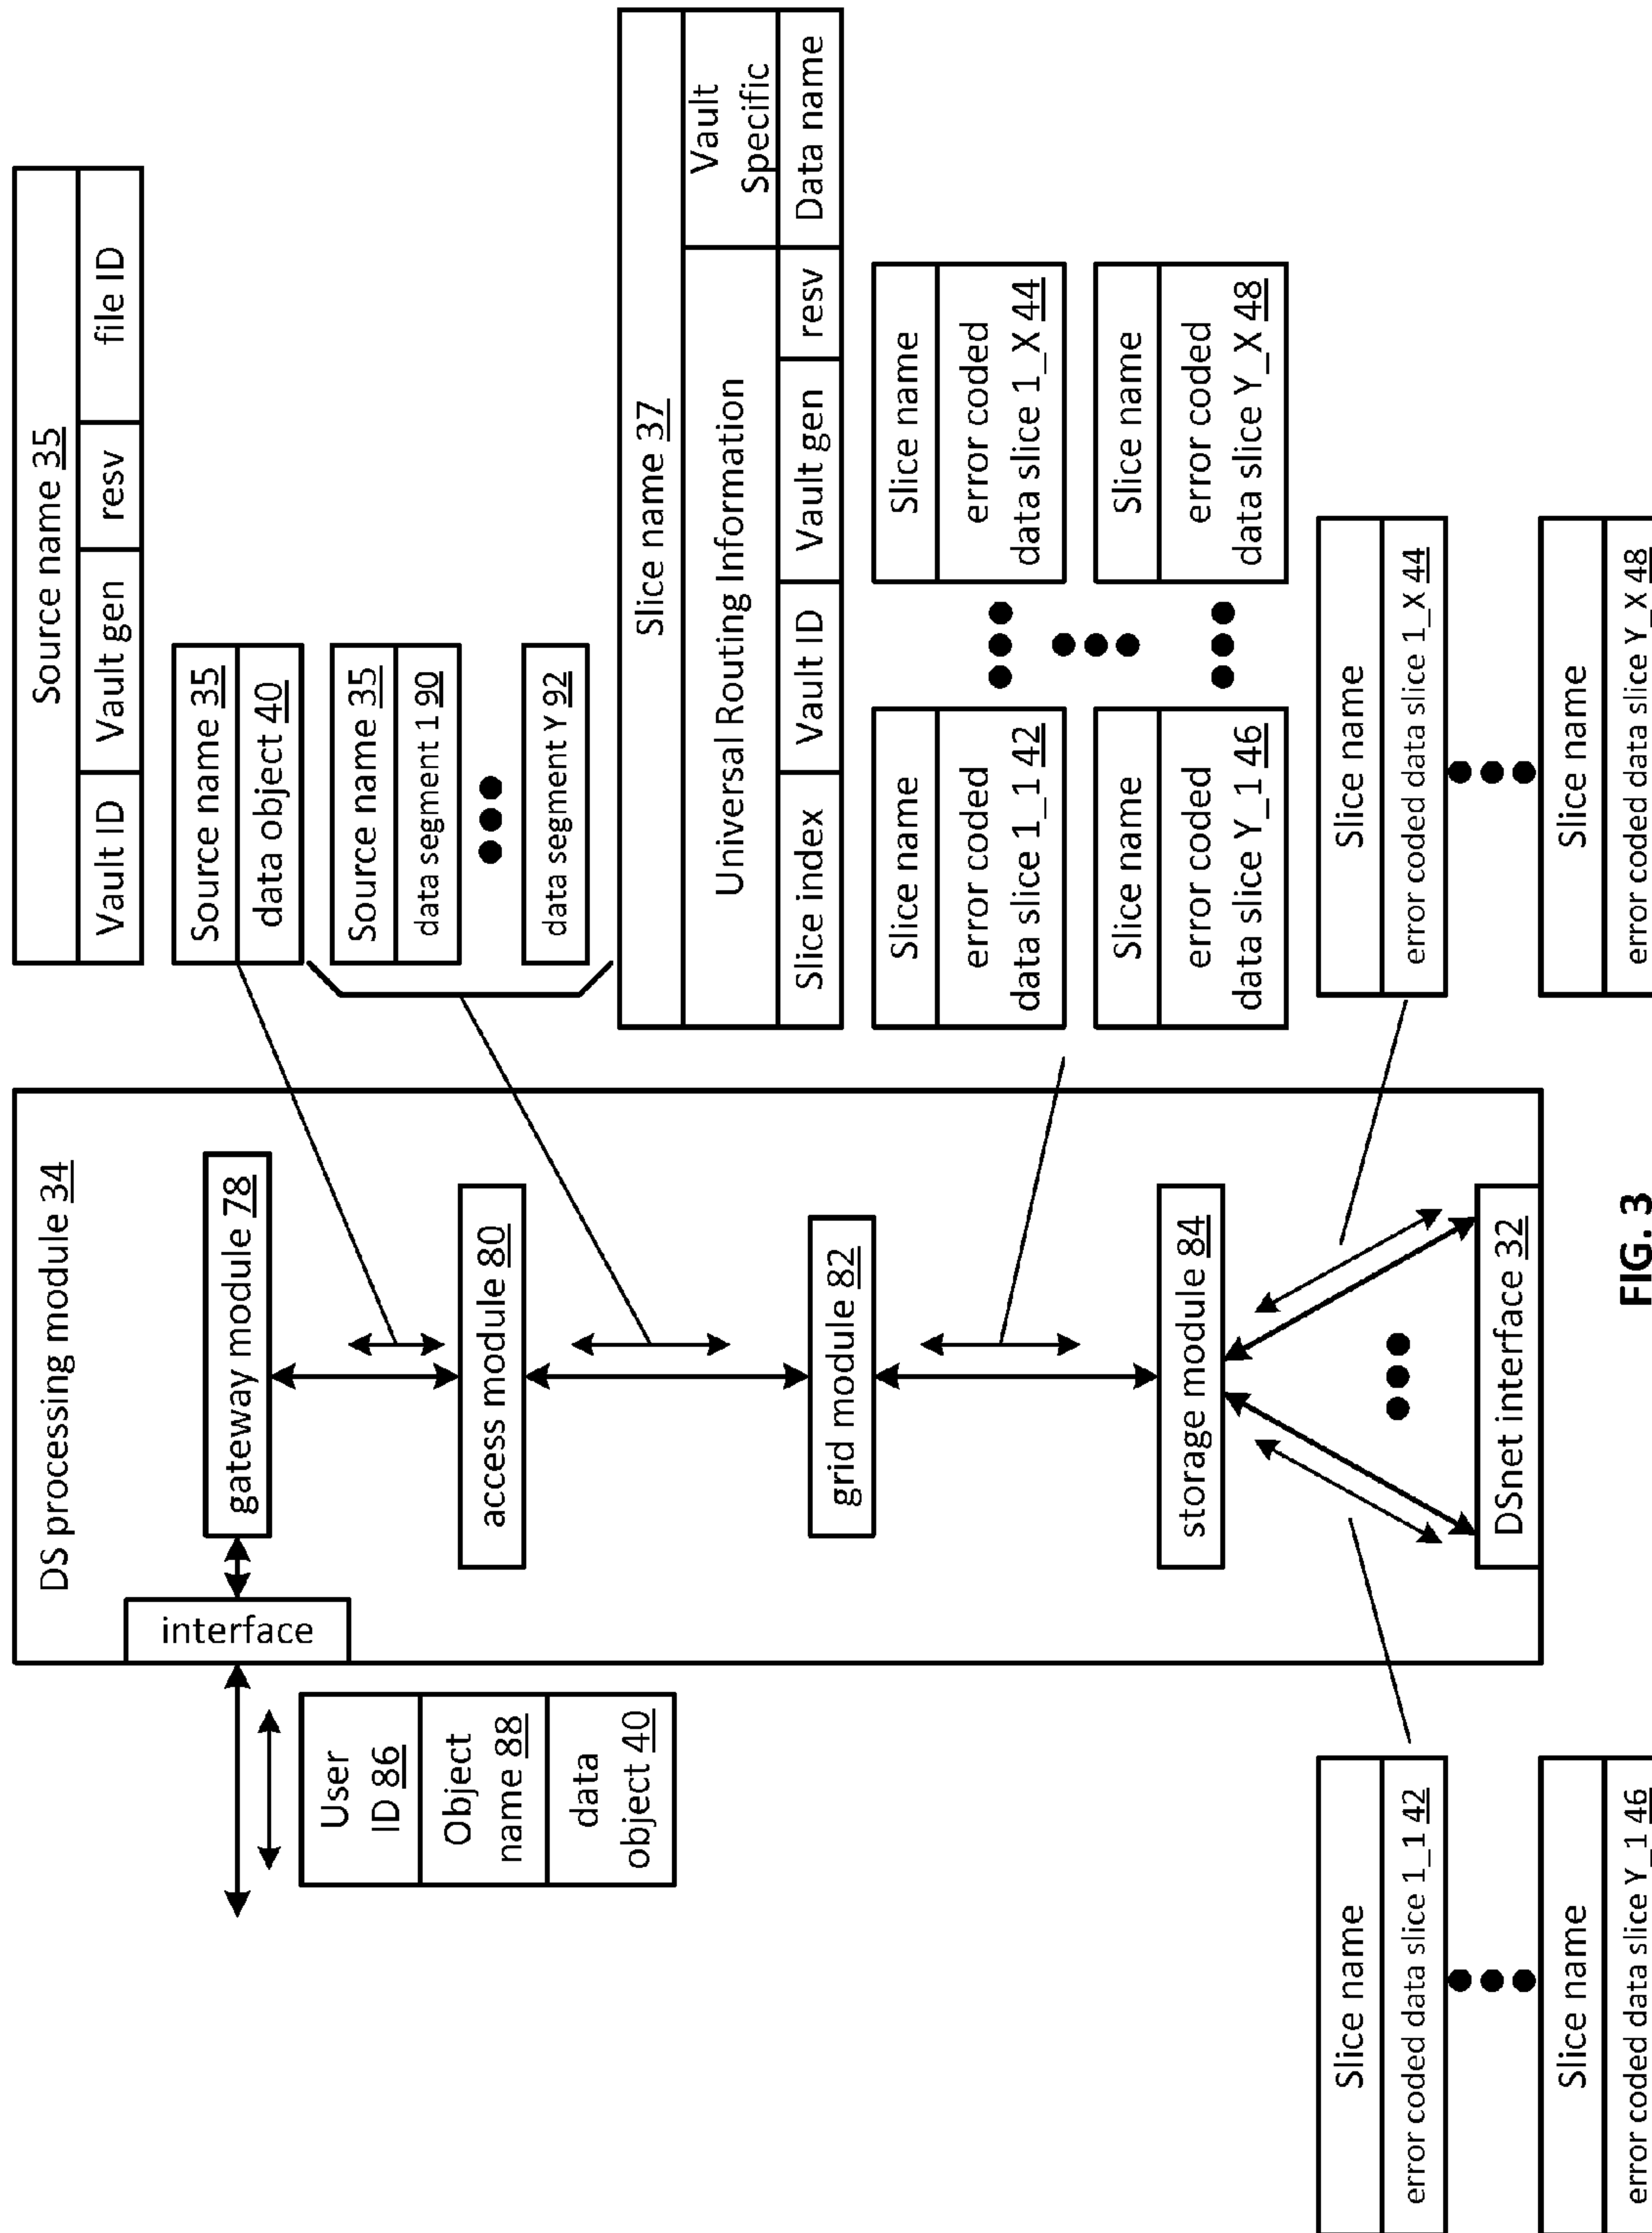 DS processing module 34
interface
gateway module 78
access module 80
grid module 82
storage module 84
DSnet interface 32
User
ID 86
Object
name 88
data
object 40
Source name 35
Vault ID
Vault gen
resv
file ID
Source name 35
data object 40
Source name 35
data segment 1 90
data segment Y 92
Slice name 37
Universal Routing Information
Vault
Specific
Slice index
Vault ID
Vault gen
resv
Data name
Slice name
error coded
data slice 1_1 42
Slice name
error coded
data slice 1_X 44
Slice name
error coded
data slice Y_1 46
Slice name
error coded
data slice Y_X 48
Slice name
error coded data slice 1_1 42
Slice name
error coded data slice Y_1 46
Slice name
error coded data slice 1_X 44
Slice name
error coded data slice Y_X 48
FIG. 3